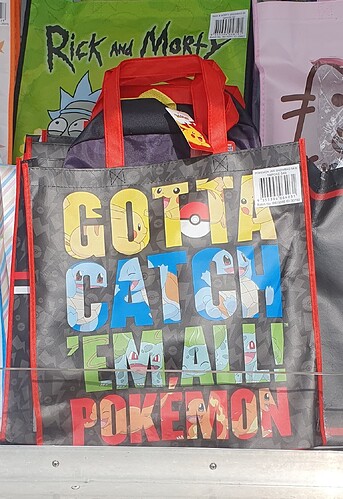 Rick and Morty
GOTTA
CATCH
'EM ALL!
POKÉMON